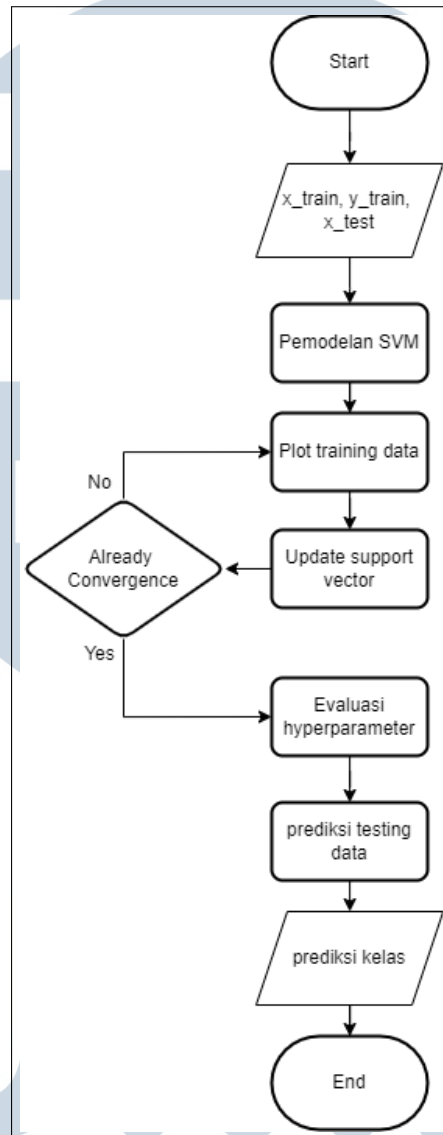 Start
x_train, y_train,
x_test
Pemodelan SVM
Plot training data
No
Update support
vector
Already
Convergence
Yes
Evaluasi
hyperparameter
prediksi testing
data
prediksi kelas
End